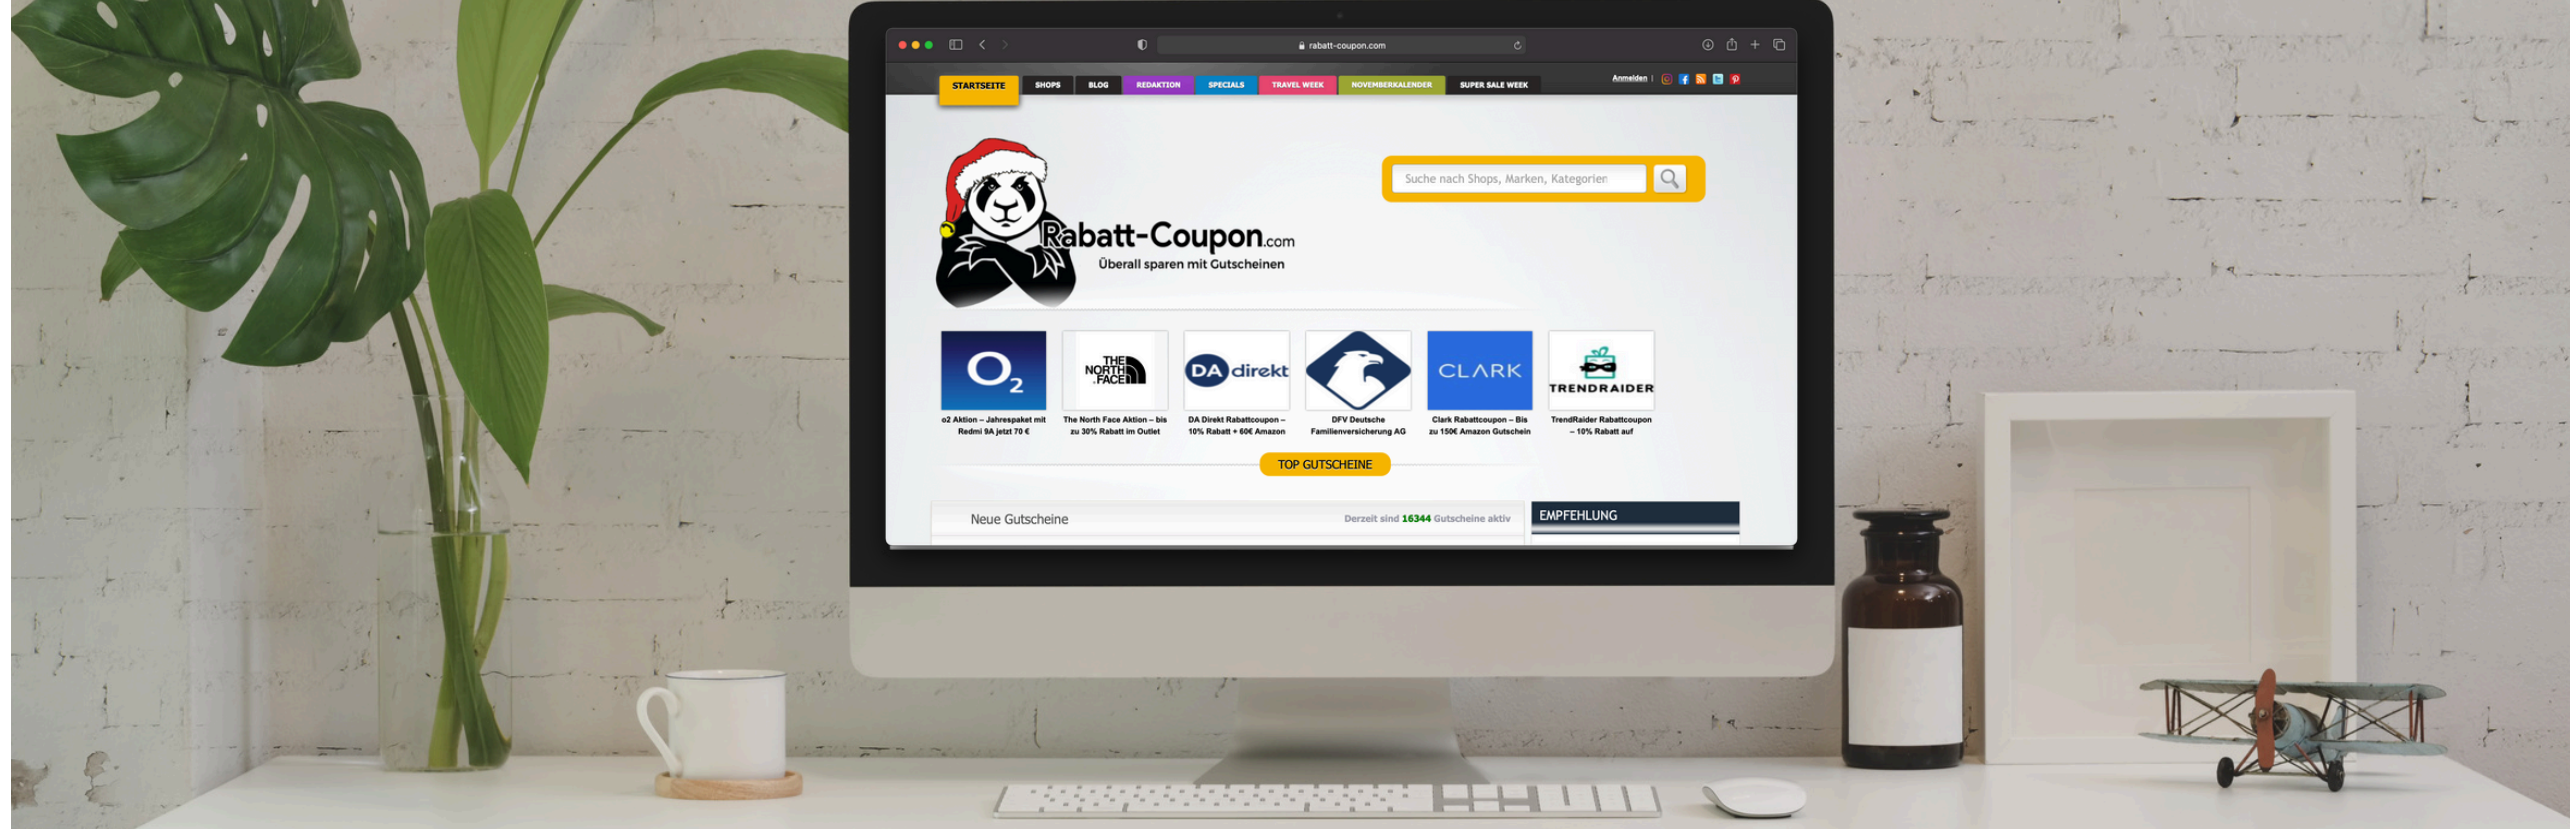 rabatt-coupon.com
STARTSEITE SHOPS BLOG REDAKTION SPECIALS TRAVEL WEEK NOVEMBERKALENDER SUPER SALE WEEK Anmelden |
Suche nach Shops, Marken, Kategorien
Rabatt-Coupon.com
Überall sparen mit Gutscheinen
O2
THE
NORTH
FACE
DA direkt
CLARK
TRENDRAIDER
o2 Aktion – Jahrespaket mit
Redmi 9A jetzt 70 €
The North Face Aktion – bis
zu 30% Rabatt im Outlet
DA Direkt Rabattcoupon –
10% Rabatt + 60€ Amazon
DFV Deutsche
Familienversicherung AG
Clark Rabattcoupon – Bis
zu 150€ Amazon Gutschein
TrendRaider Rabattcoupon
– 10% Rabatt auf
TOP GUTSCHEINE
Neue Gutscheine
Derzeit sind 16344 Gutscheine aktiv
EMPFEHLUNG